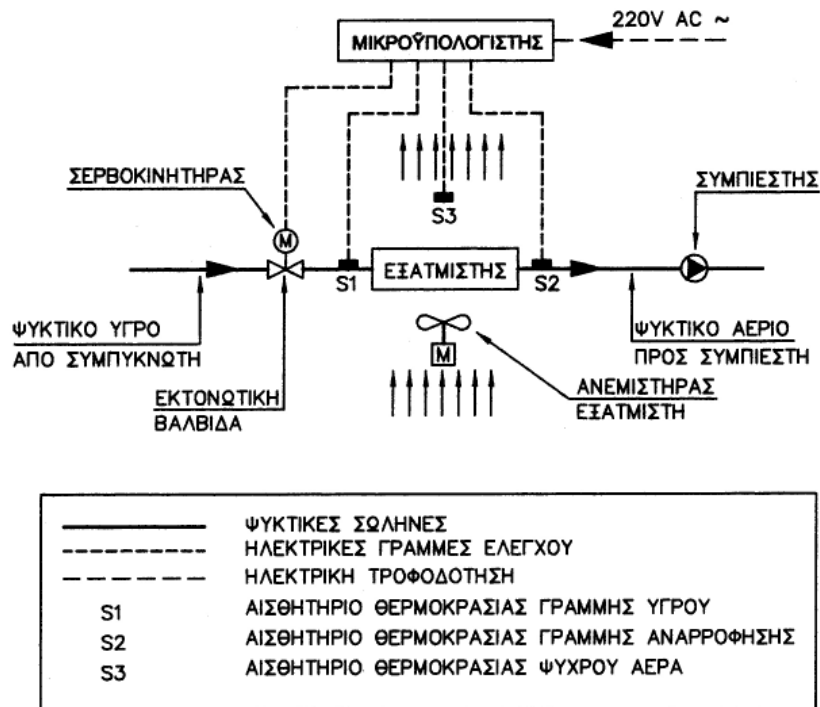 220V AC ~
ΜΙΚΡΟΫΠΟΛΟΓΙΣΤΗΣ
ΣΕΡΒΟΚΙΝΗΤΗΡΑΣ
ΣΥΜΠΙΕΣΤΗΣ
S3
M
S1
ΕΞΑΤΜΙΣΤΗΣ
S2
ΨΥΚΤΙΚΟ ΥΓΡΟ
ΑΠΟ ΣΥΜΠΥΚΝΩΤΗ
ΨΥΚΤΙΚΟ ΑΕΡΙΟ
ΠΡΟΣ ΣΥΜΠΙΕΣΤΗ
M
ΕΚΤΟΝΩΤΙΚΗ
ΒΑΛΒΙΔΑ
ΑΝΕΜΙΣΤΗΡΑΣ
ΕΞΑΤΜΙΣΤΗ
ΨΥΚΤΙΚΕΣ ΣΩΛΗΝΕΣ
ΗΛΕΚΤΡΙΚΕΣ ΓΡΑΜΜΕΣ ΕΛΕΓΧΟΥ
ΗΛΕΚΤΡΙΚΗ ΤΡΟΦΟΔΟΤΗΣΗ
S1 ΑΙΣΘΗΤΗΡΙΟ ΘΕΡΜΟΚΡΑΣΙΑΣ ΓΡΑΜΜΗΣ ΥΓΡΟΥ
S2 ΑΙΣΘΗΤΗΡΙΟ ΘΕΡΜΟΚΡΑΣΙΑΣ ΓΡΑΜΜΗΣ ΑΝΑΡΡΟΦΗΣΗΣ
S3 ΑΙΣΘΗΤΗΡΙΟ ΘΕΡΜΟΚΡΑΣΙΑΣ ΨΥΧΡΟΥ ΑΕΡΑ